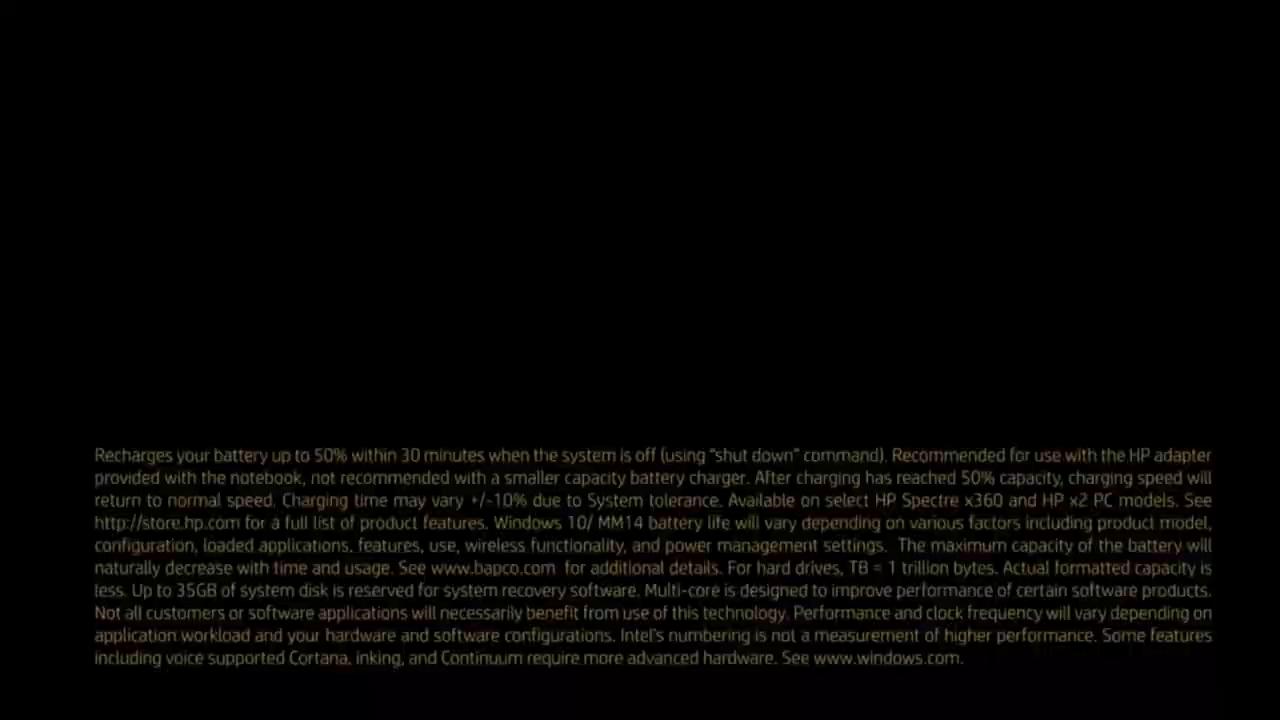 Recharges your battery up to 50% within 30 minutes when the system is off (using "shut down" command). Recommended for use with the HP adapter
provided with the notebook, not recommended with a smaller capacity battery charger. After charging has reached 50% capacity, charging speed will
return to normal speed. Charging time may vary +/-10% due to System tolerance. Available on select HP Spectre x360 and HP x2 PC models. See
http://store.hp.com for a full list of product features. Windows 10/ MM14 battery life will vary depending on various factors including product model,
configuration, loaded applications, features, use, wireless functionality, and power management settings. The maximum capacity of the battery will
naturally decrease with time and usage. See www.bapco.com for additional details. For hard drives, TB = 1 trillion bytes. Actual formatted capacity is
less. Up to 35GB of system disk is reserved for system recovery software. Multi-core is designed to improve performance of certain software products.
Not all customers or software applications will necessarily benefit from use of this technology. Performance and clock frequency will vary depending on
application workload and your hardware and software configurations. Intel's numbering is not a measurement of higher performance. Some features
including voice supported Cortana, inking, and Continuum require more advanced hardware. See www.windows.com.